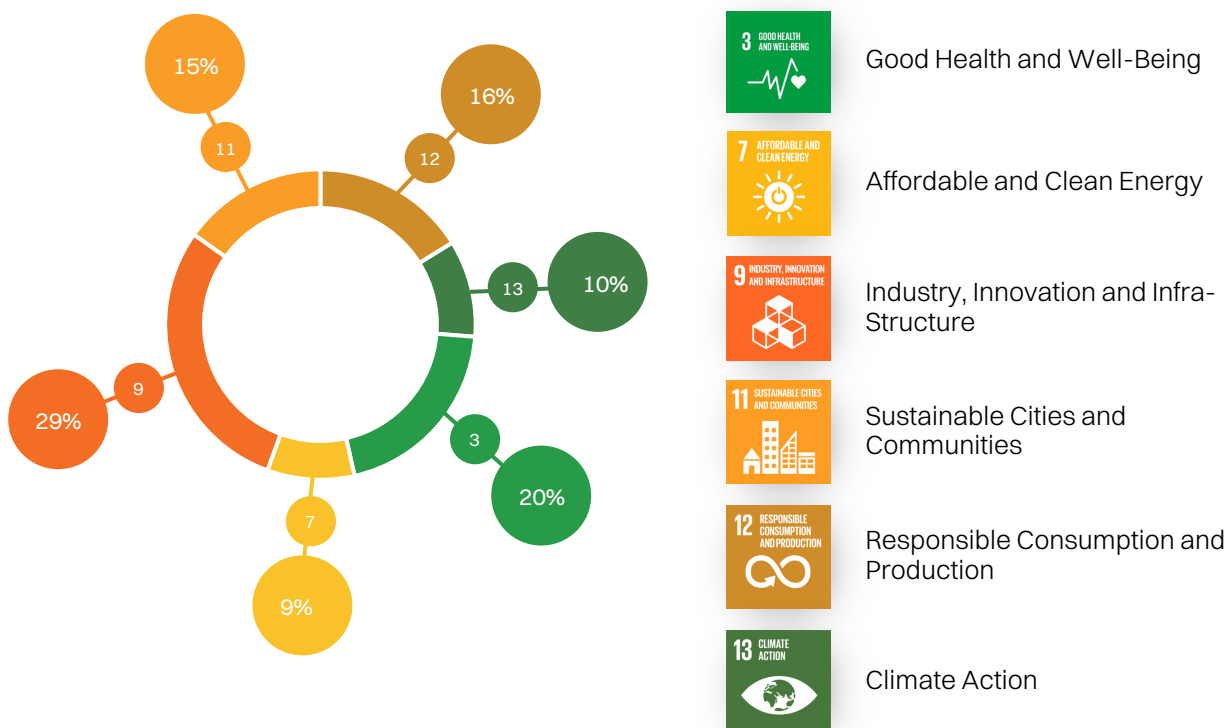 15%
11
16%
12
13
10%
9
29%
3
20%
7
9%
3 GOOD HEALTH
AND WELL-BEING
Good Health and Well-Being
7 AFFORDABLE AND
CLEAN ENERGY
Affordable and Clean Energy
9 INDUSTRY, INNOVATION
AND INFRASTRUCTURE
Industry, Innovation and Infra-
Structure
11 SUSTAINABLE CITIES
AND COMMUNITIES
Sustainable Cities and
Communities
12 RESPONSIBLE
CONSUMPTION
AND PRODUCTION
Responsible Consumption and
Production
13 CLIMATE
ACTION
Climate Action